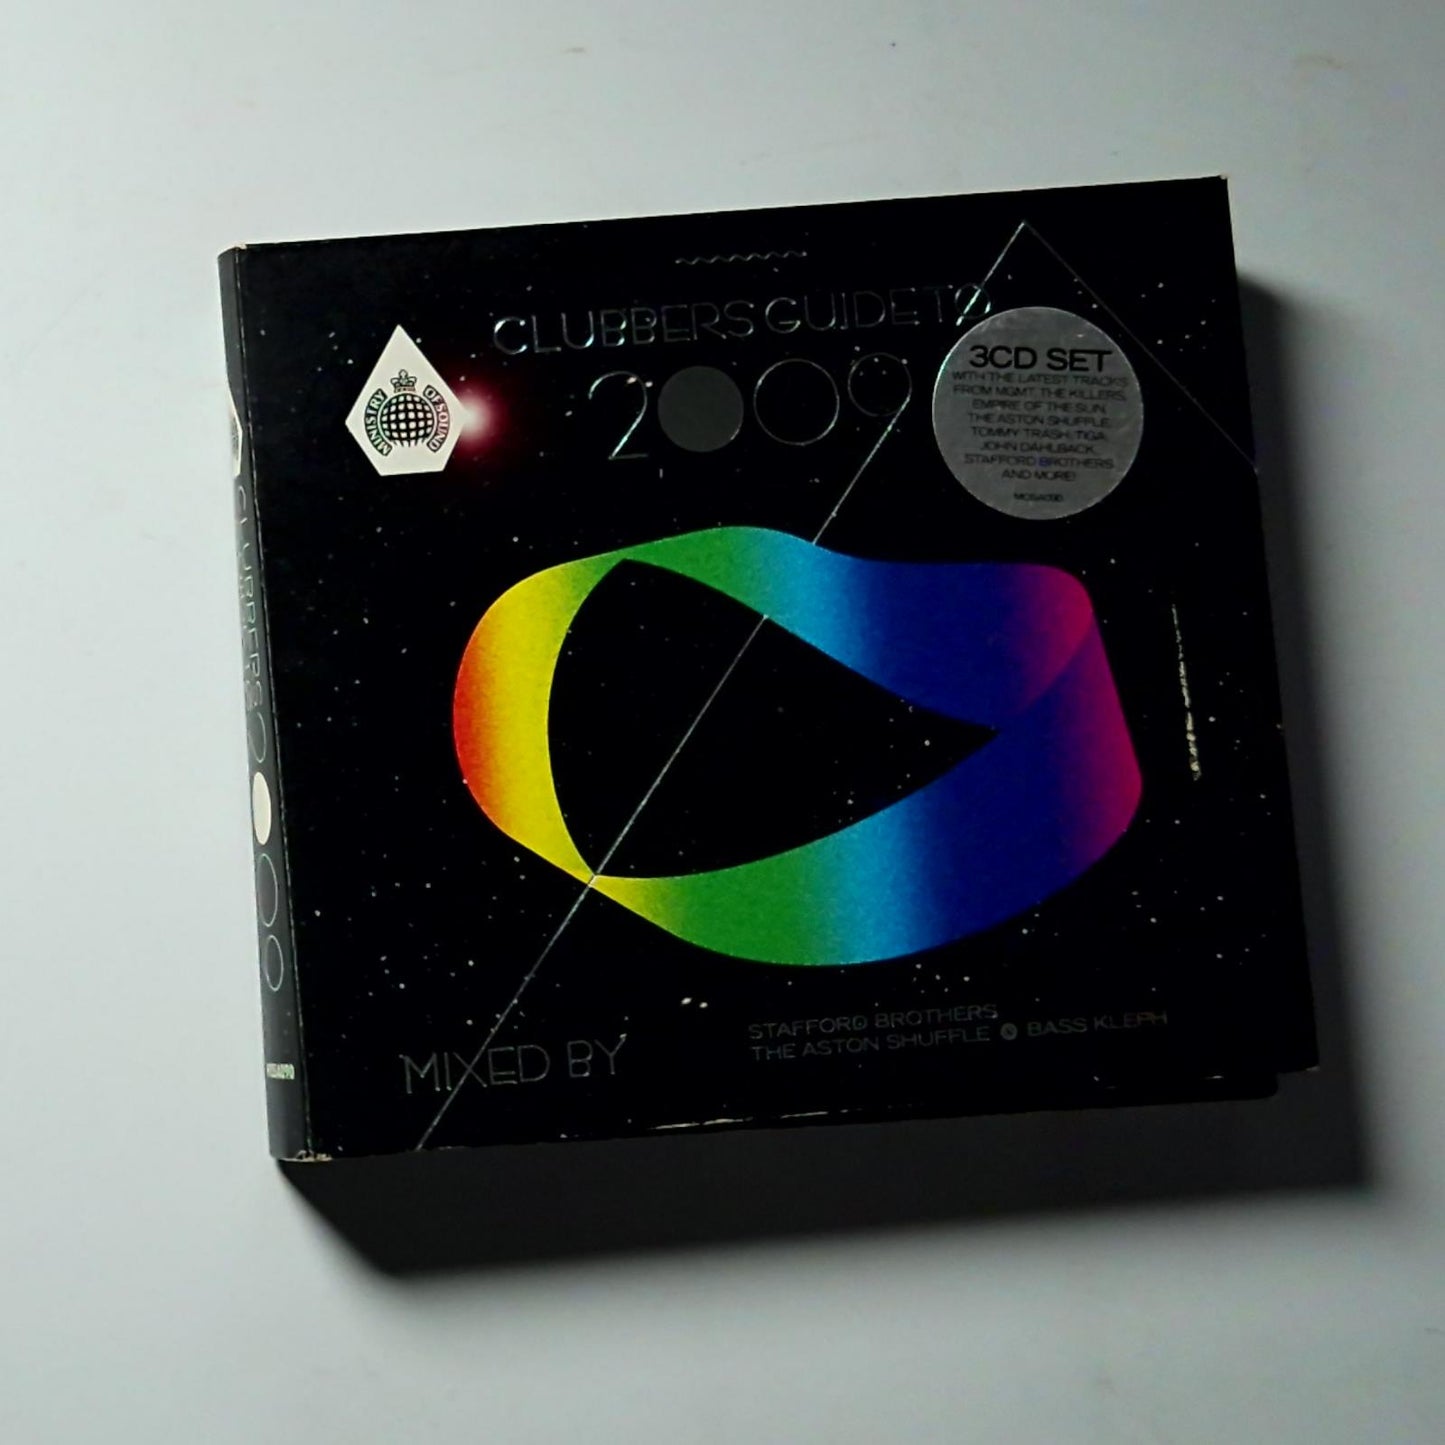 CLUBBERS GUIDE TO
2009
MINISTRY OF SOUND
3CD SET
WITH THE LATEST TRACKS
FROM MGMT, THE KILLERS,
EMPIRE OF THE SUN,
THE ASTON SHUFFLE,
TOMMY TRASH, TIGA,
JOHN DAHLBACK,
STAFFORD BROTHERS
AND MORE!
MOSA090
MIXED BY
STAFFORD BROTHERS
THE ASTON SHUFFLE N BASS KLEPH
CLUBBERS 2009
MOSA090